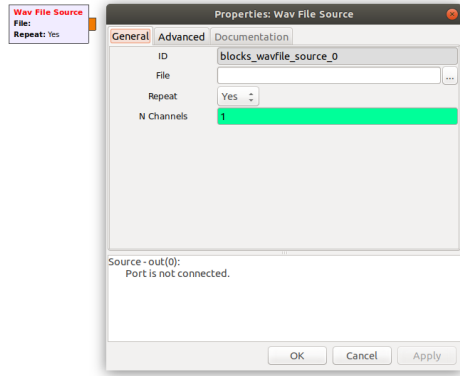 Wav File Source
File:
Repeat: Yes
Properties: Wav File Source
General Advanced Documentation
ID blocks_wavfile_source_0
File ...
Repeat Yes
N Channels 1
Source - out(0):
Port is not connected.
OK Cancel Apply